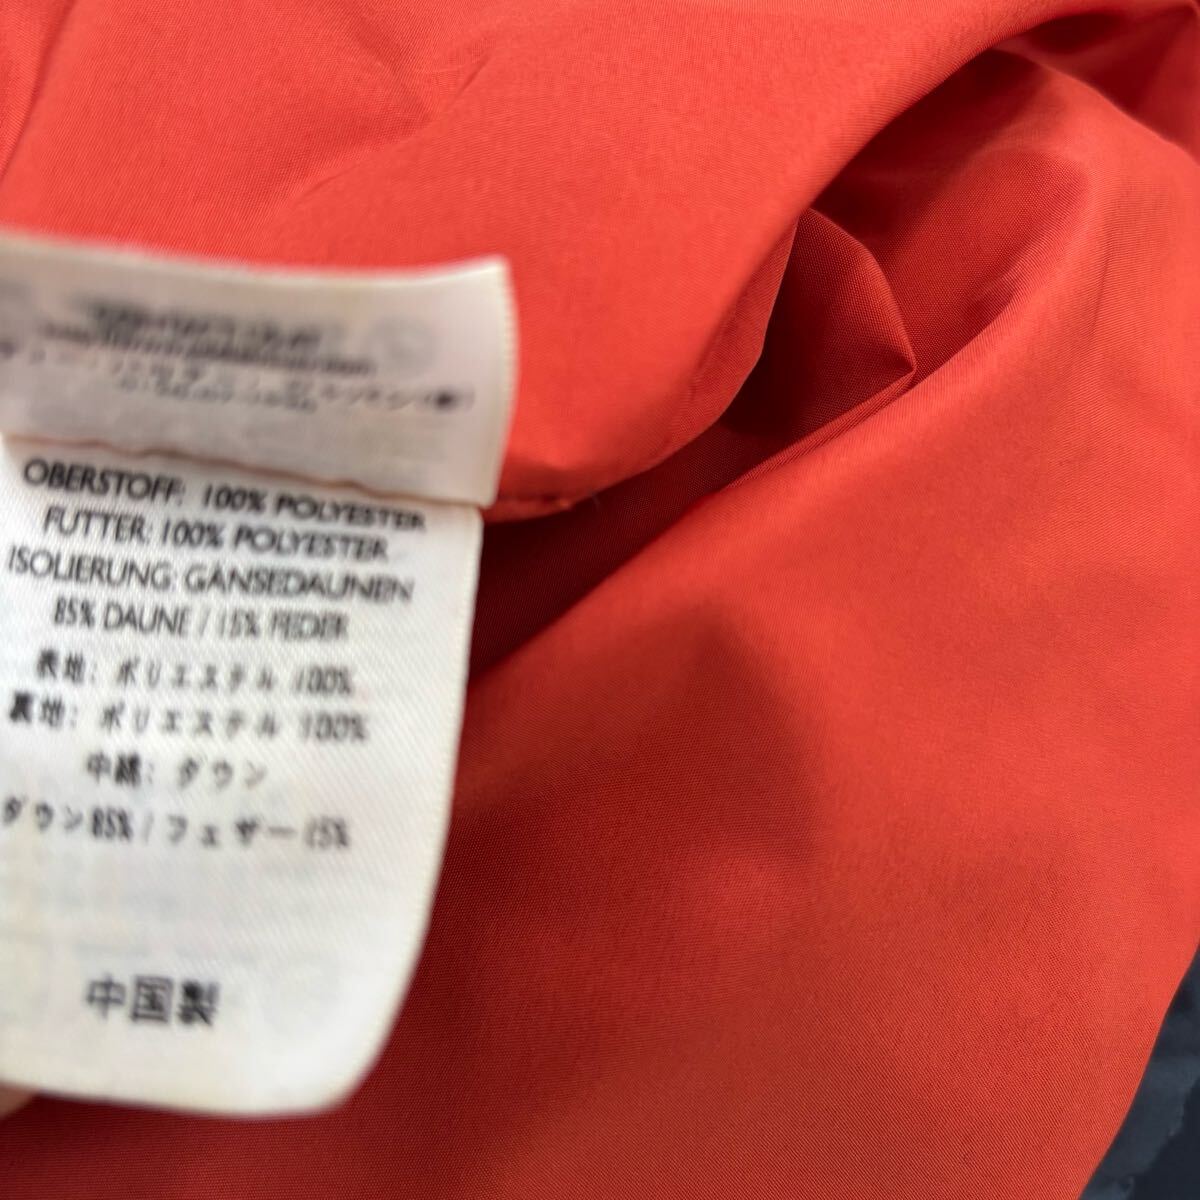 OBERSTOFF: 100% POLYESTER
FUTTER: 100% POLYESTER
ISOLIERUNG: GÄNSEDAUNEN
85% DAUNE / 15% FEDER
表地: ポリエステル 100%
裏地: ポリエステル 100%
中綿: ダウン
ダウン85% / フェザー15%
中国製